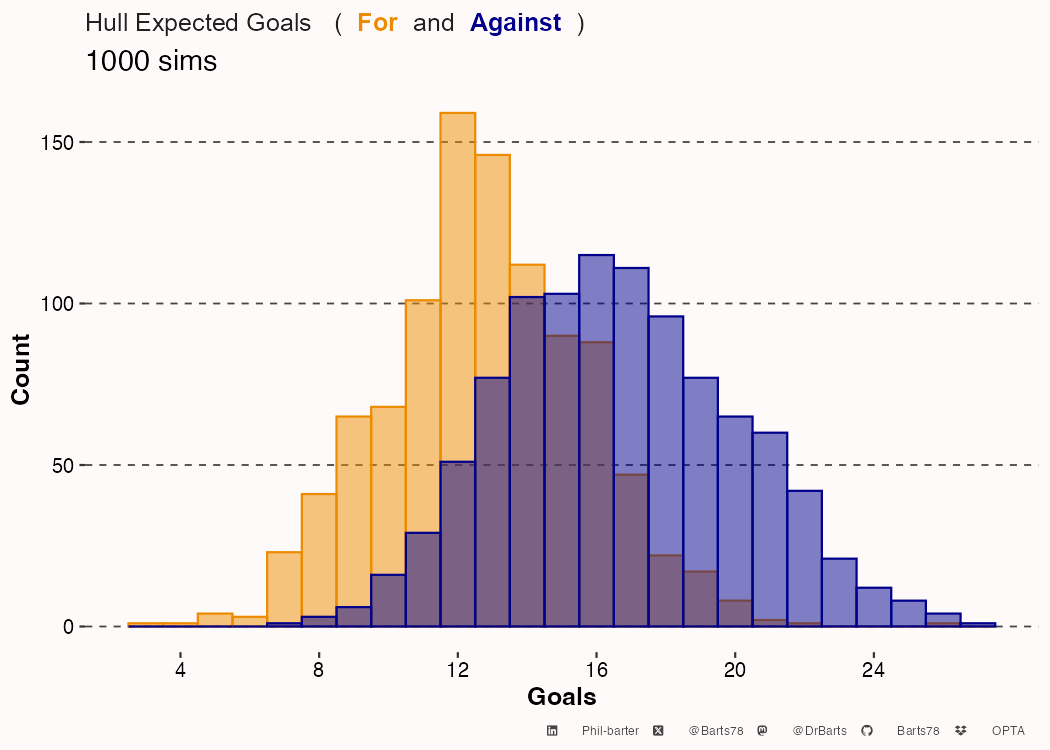 Hull Expected Goals ( For and Against )
1000 sims
150
100
50
0
Count
4 8 12 16 20 24
Goals
Phil-barter @Barts78 @DrBarts Barts78 OPTA